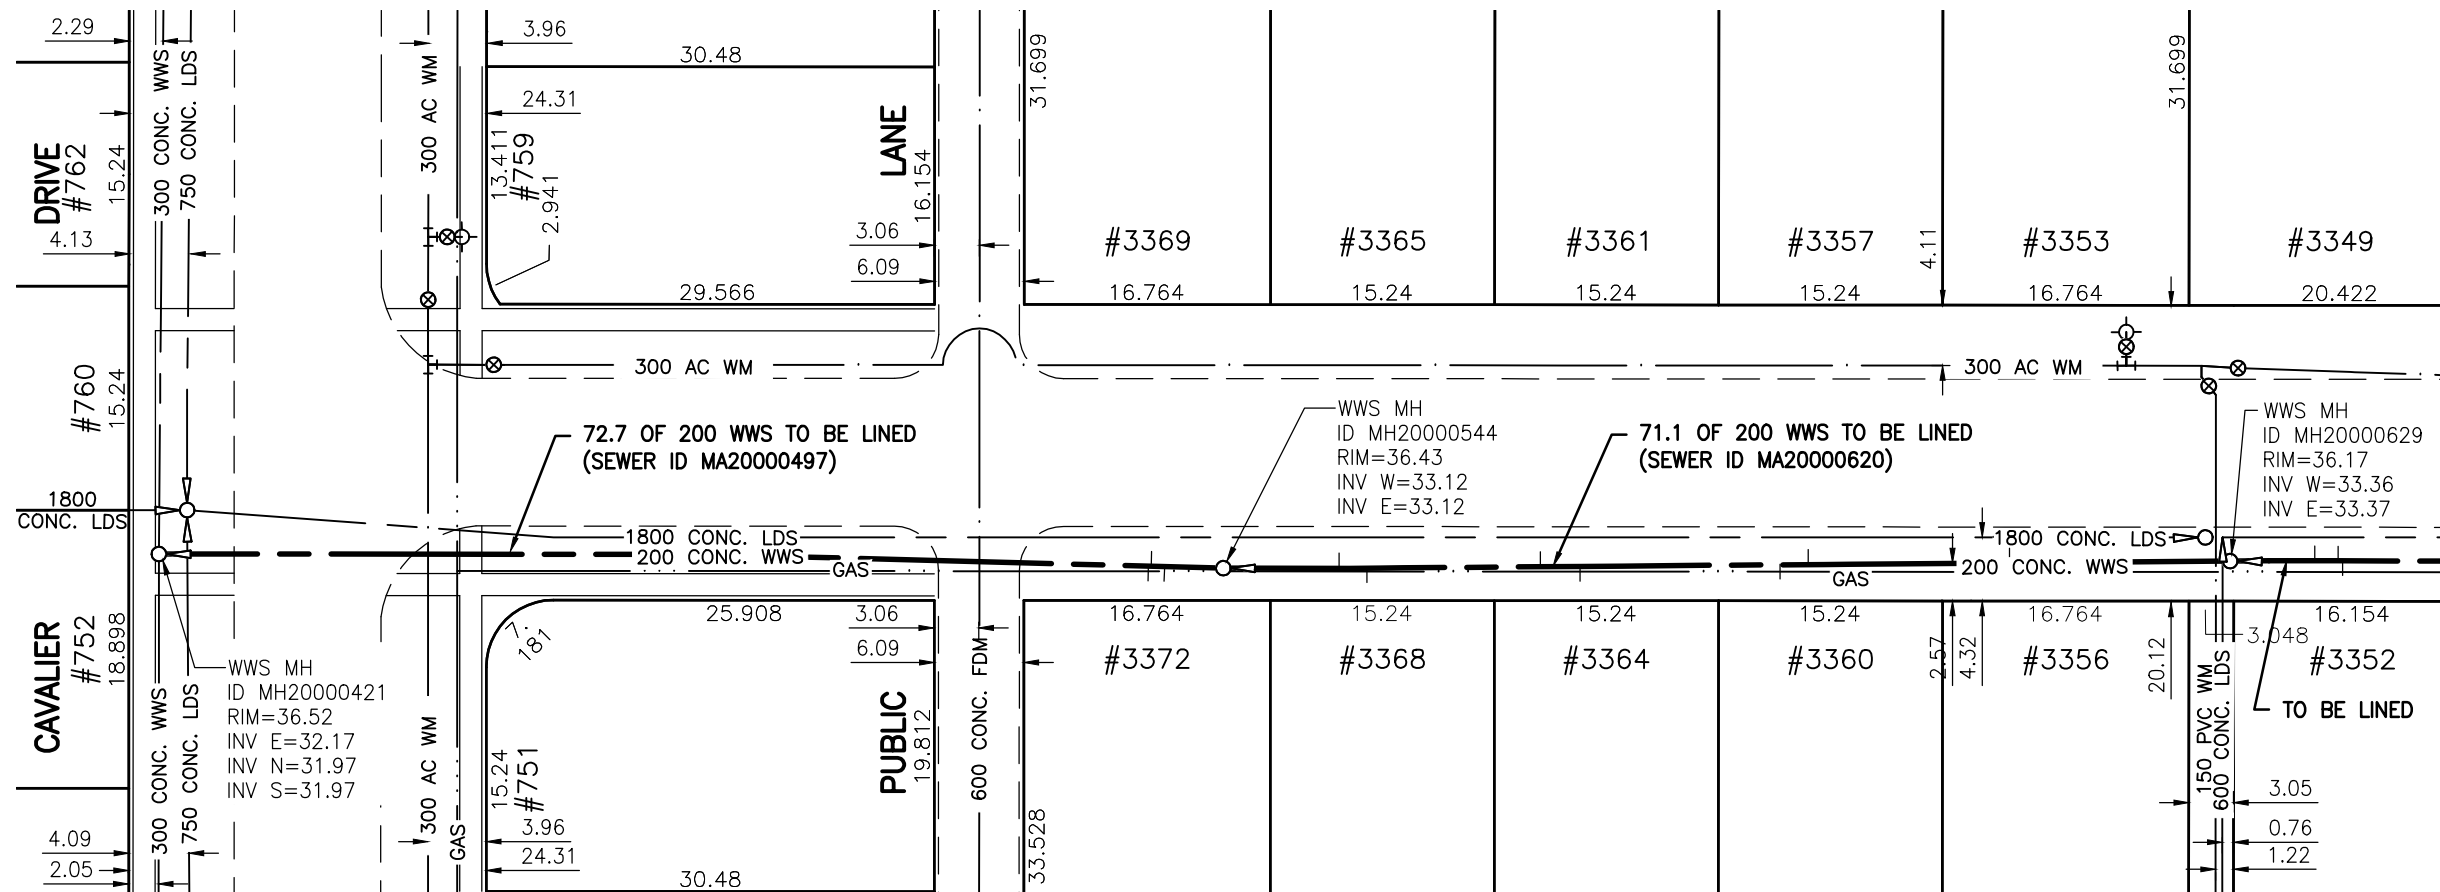 2.29
3.96
30.48
31.699
31.699
300 CONC. WWS
750 CONC. LDS
300 AC WM
24.31
DRIVE
#762
15.24
13.411
#759
2.941
LANE
16.154
4.13
3.06
6.09
29.566
#3369
16.764
#3365
15.24
#3361
15.24
#3357
15.24
4.11
#3353
16.764
#3349
20.422
#760
15.24
300 AC WM
300 AC WM
72.7 OF 200 WWS TO BE LINED
(SEWER ID MA20000497)
WWS MH
ID MH20000544
RIM=36.43
INV W=33.12
INV E=33.12
71.1 OF 200 WWS TO BE LINED
(SEWER ID MA20000620)
WWS MH
ID MH20000629
RIM=36.17
INV W=33.36
INV E=33.37
1800
CONC. LDS
1800 CONC. LDS
200 CONC. WWS
GAS
1800 CONC. LDS
200 CONC. WWS
GAS
25.908
3.06
6.09
7.
181
16.764
#3372
15.24
#3368
15.24
#3364
15.24
#3360
2.57
4.32
16.764
#3356
20.12
3.048
16.154
#3352
TO BE LINED
CAVALIER
#752
18.898
WWS MH
ID MH20000421
RIM=36.52
INV E=32.17
INV N=31.97
INV S=31.97
300 CONC. WWS
750 CONC. LDS
300 AC WM
GAS
15.24
#751
PUBLIC
19.812
600 CONC. FDM
33.528
150 PVC WM
600 CONC. LDS
3.05
0.76
1.22
4.09
2.05
3.96
24.31
30.48